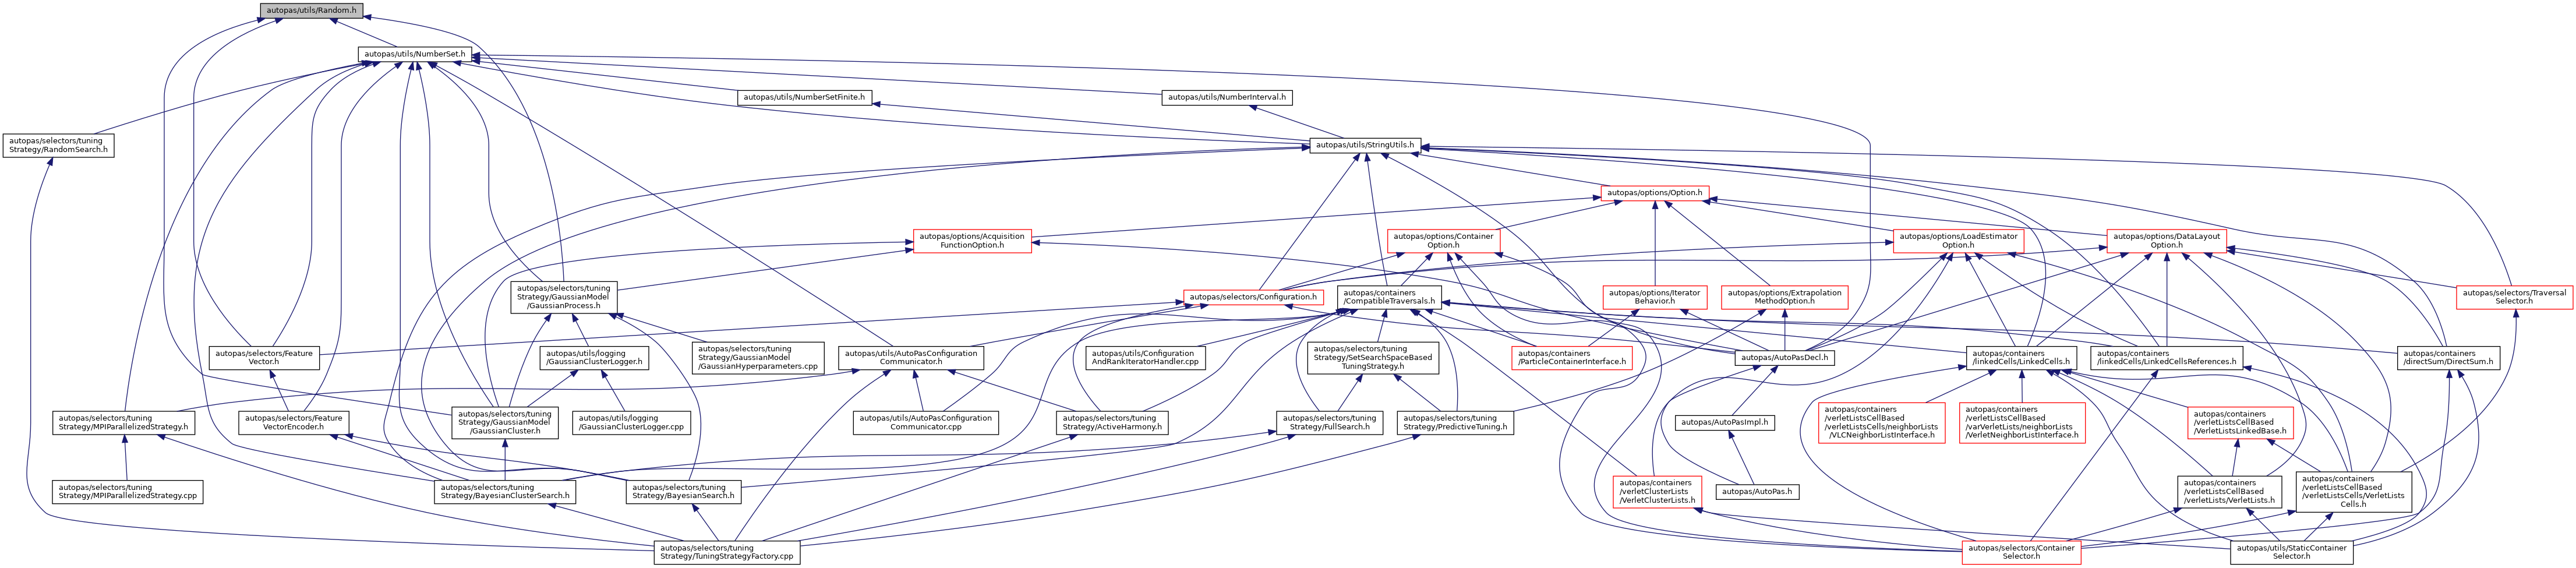 autopas/utils/Random.h
autopas/utils/NumberSet.h
autopas/utils/NumberSetFinite.h
autopas/utils/NumberInterval.h
autopas/selectors/tuning
Strategy/RandomSearch.h
autopas/utils/StringUtils.h
autopas/options/Option.h
autopas/options/Acquisition
FunctionOption.h
autopas/options/Container
Option.h
autopas/options/LoadEstimator
Option.h
autopas/options/DataLayout
Option.h
autopas/selectors/tuning
Strategy/GaussianModel
/GaussianProcess.h
autopas/selectors/Configuration.h
autopas/containers
/CompatibleTraversals.h
autopas/options/Iterator
Behavior.h
autopas/options/Extrapolation
MethodOption.h
autopas/selectors/Traversal
Selector.h
autopas/selectors/Feature
Vector.h
autopas/utils/logging
/GaussianClusterLogger.h
autopas/selectors/tuning
Strategy/GaussianModel
/GaussianHyperparameters.cpp
autopas/utils/AutoPasConfiguration
Communicator.h
autopas/utils/Configuration
AndRankIteratorHandler.cpp
autopas/selectors/tuning
Strategy/SetSearchSpaceBased
TuningStrategy.h
autopas/containers
/ParticleContainerInterface.h
autopas/AutoPasDecl.h
autopas/containers
/linkedCells/LinkedCells.h
autopas/containers
/linkedCells/LinkedCellsReferences.h
autopas/containers
/directSum/DirectSum.h
autopas/selectors/tuning
Strategy/MPIParallelizedStrategy.h
autopas/selectors/Feature
VectorEncoder.h
autopas/selectors/tuning
Strategy/GaussianModel
/GaussianCluster.h
autopas/utils/logging
/GaussianClusterLogger.cpp
autopas/utils/AutoPasConfiguration
Communicator.cpp
autopas/selectors/tuning
Strategy/ActiveHarmony.h
autopas/selectors/tuning
Strategy/FullSearch.h
autopas/selectors/tuning
Strategy/PredictiveTuning.h
autopas/AutoPasImpl.h
autopas/containers
/verletListsCellBased
/verletListsCells/neighborLists
/VLCNeighborListInterface.h
autopas/containers
/verletListsCellBased
/varVerletLists/neighborLists
/VerletNeighborListInterface.h
autopas/containers
/verletListsCellBased
/VerletListsLinkedBase.h
autopas/selectors/tuning
Strategy/MPIParallelizedStrategy.cpp
autopas/selectors/tuning
Strategy/BayesianClusterSearch.h
autopas/selectors/tuning
Strategy/BayesianSearch.h
autopas/containers
/verletClusterLists
/VerletClusterLists.h
autopas/AutoPas.h
autopas/containers
/verletListsCellBased
/verletLists/VerletLists.h
autopas/containers
/verletListsCellBased
/verletListsCells/VerletLists
Cells.h
autopas/selectors/tuning
Strategy/TuningStrategyFactory.cpp
autopas/selectors/Container
Selector.h
autopas/utils/StaticContainer
Selector.h